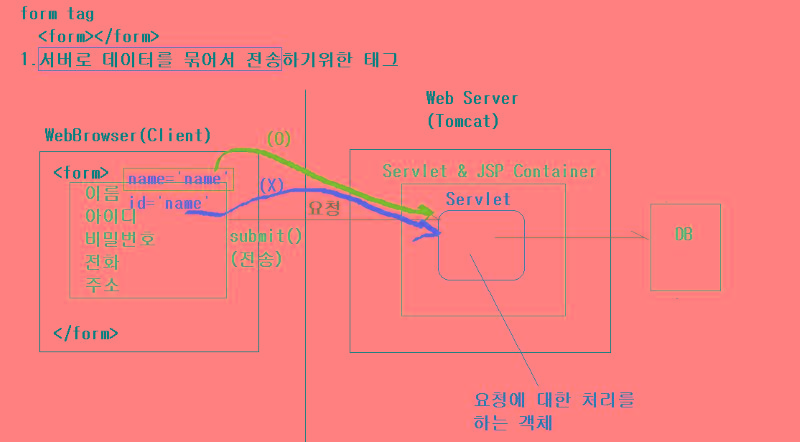 form tag
<form></form>
1.서버로 데이터를 묶어서 전송하기위한 태그
Web Server
(Tomcat)
WebBrowser(Client)
(O)
<form>
name='name'
(X)
Servlet & JSP Container
이름
id='name'
Servlet
요청
아이디
비밀번호
submit()
(전송)
DB
전화
주소
</form>
요청에 대한 처리를
하는 객체